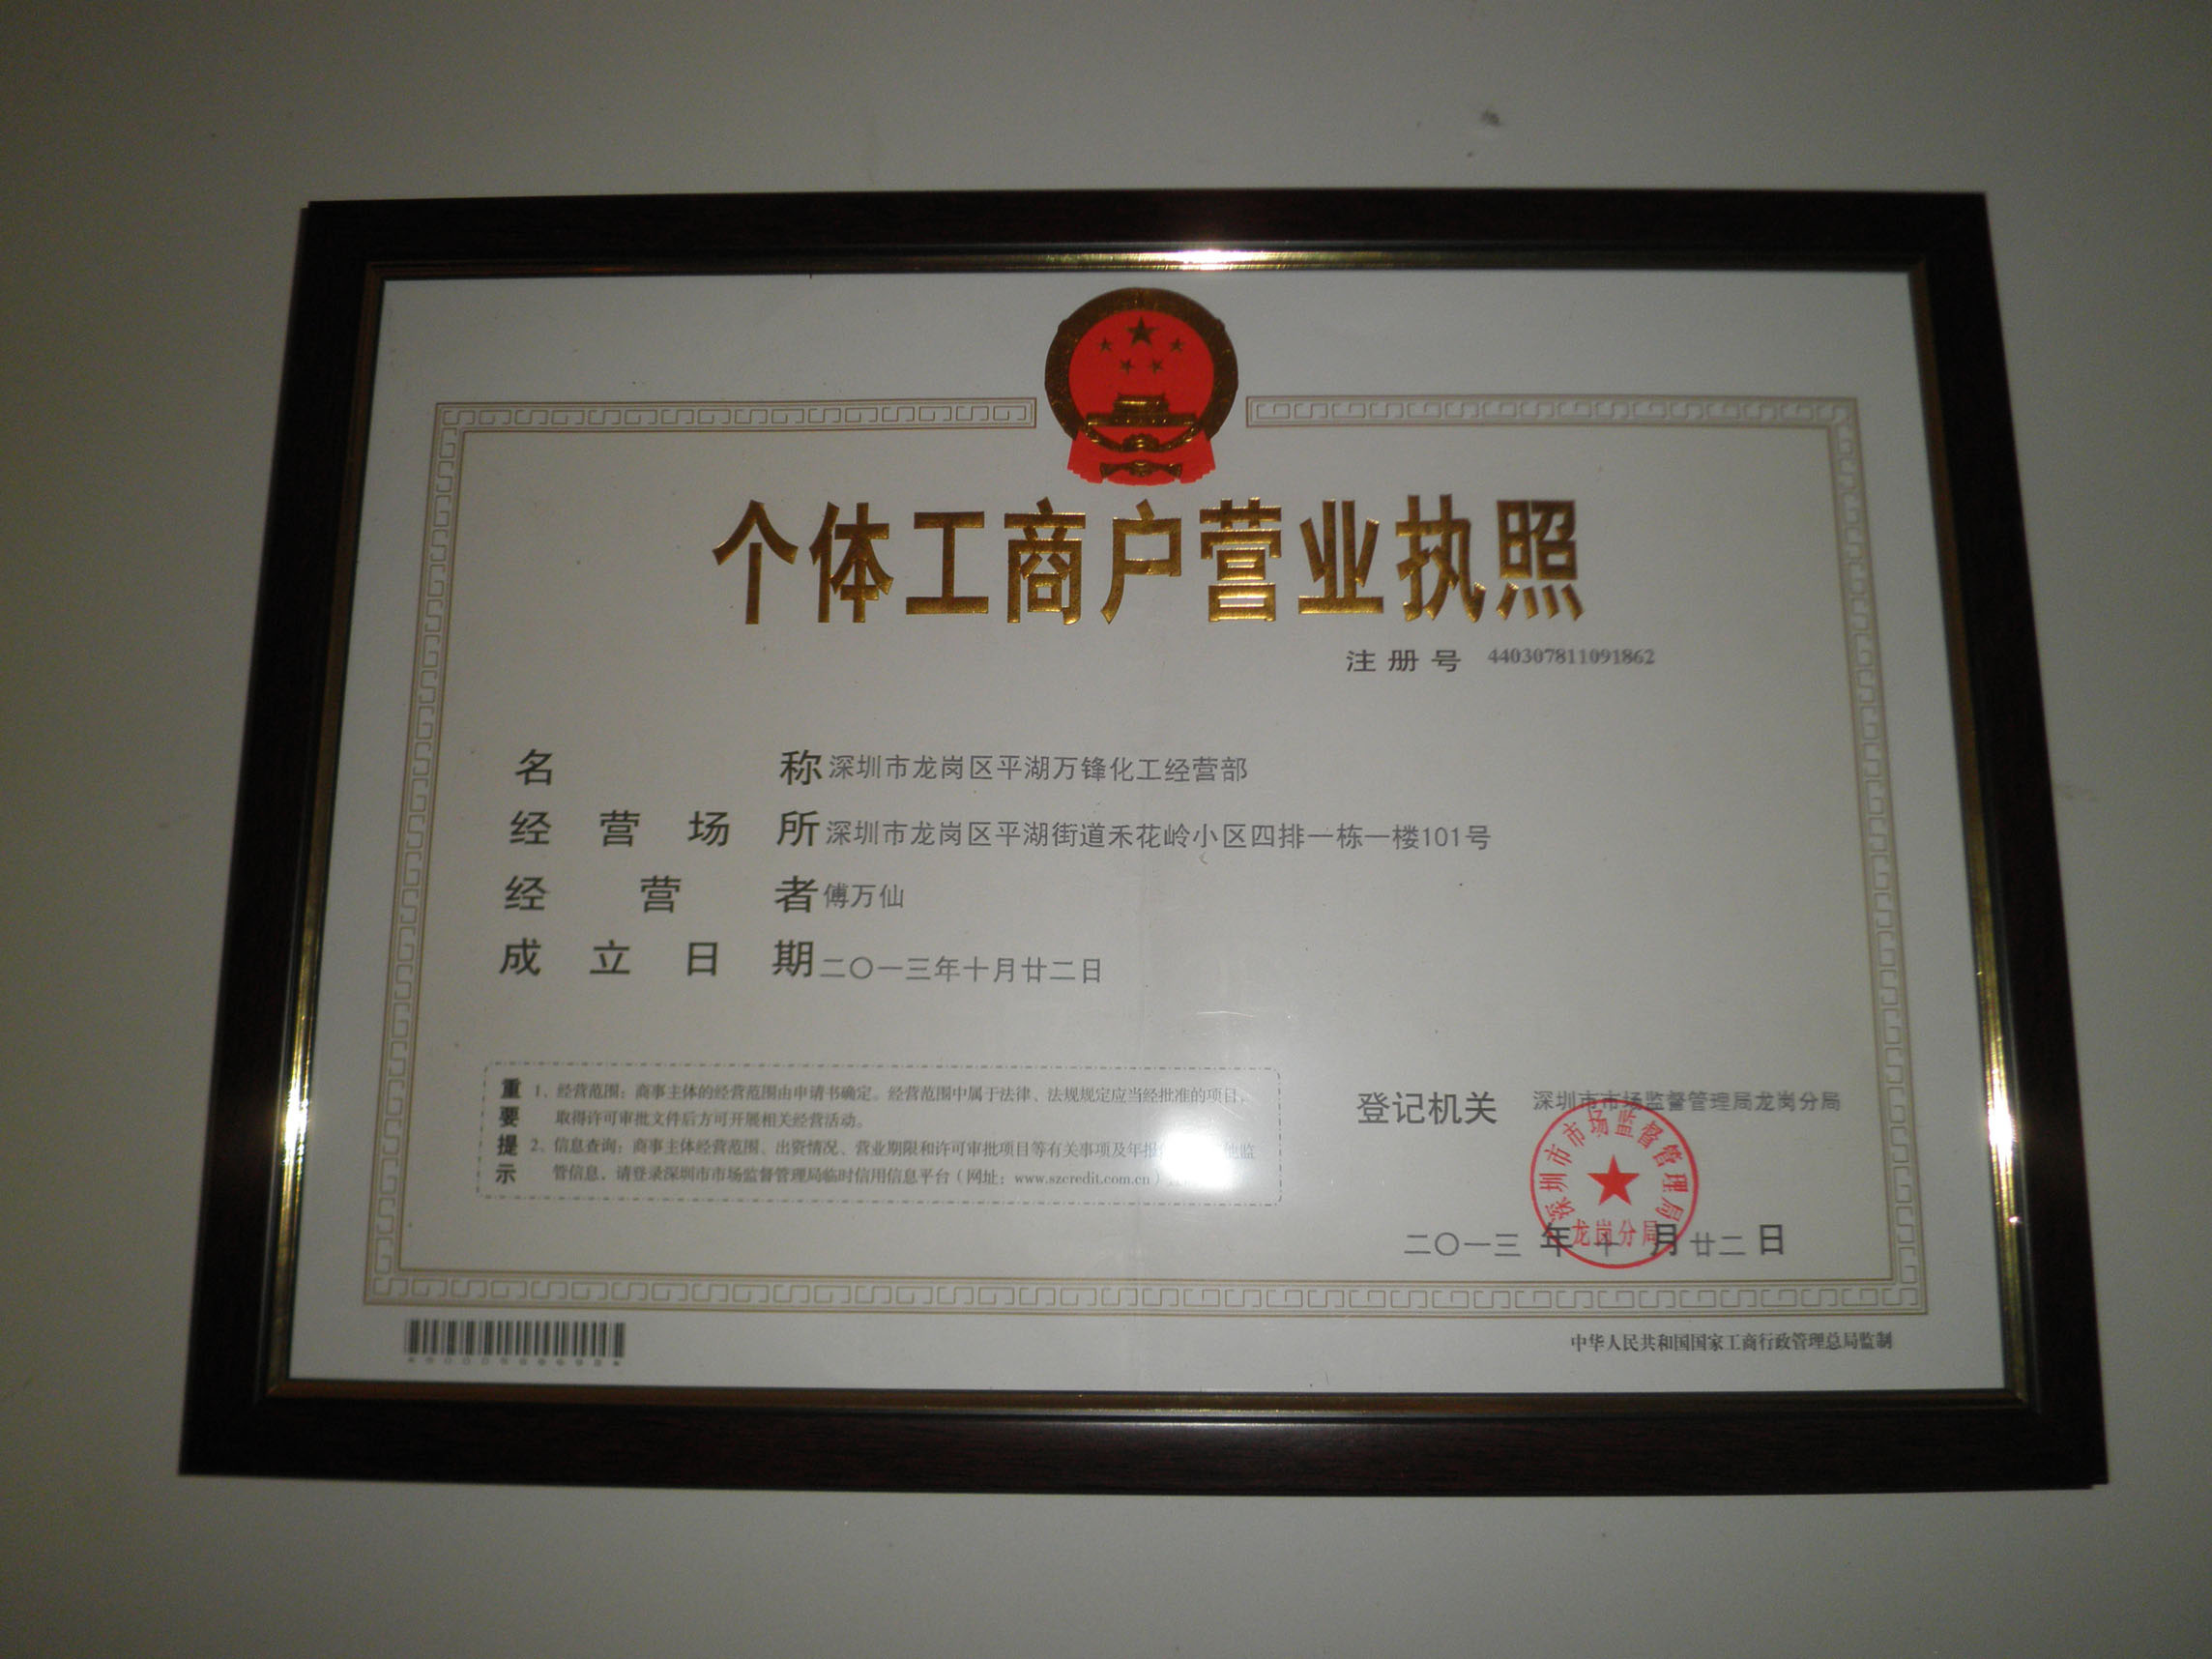 个体工商户营业执照
注册号 440307811091862
名称 深圳市龙岗区平湖万锋化工经营部
经营场所 深圳市龙岗区平湖街道禾花岭小区四排一栋一楼101号
经营者 傅万仙
成立日期 二〇一三年十月廿二日
重要提示
1、经营范围：商事主体的经营范围由申请书确定。经营范围中属于法律、法规规定应当经批准的项目，
取得许可审批文件后方可开展相关经营活动。
2、信息查询：商事主体经营范围、出资情况、营业期限和许可审批项目等有关事项及年报 他监
管信息，请登录深圳市市场监督管理局临时信用信息平台（网址：www.szcredit.com.cn）
登记机关 深圳市市场监督管理局龙岗分局
深圳市市场监督管理局
龙岗分局
二〇一三年十月廿二日
中华人民共和国国家工商行政管理总局监制